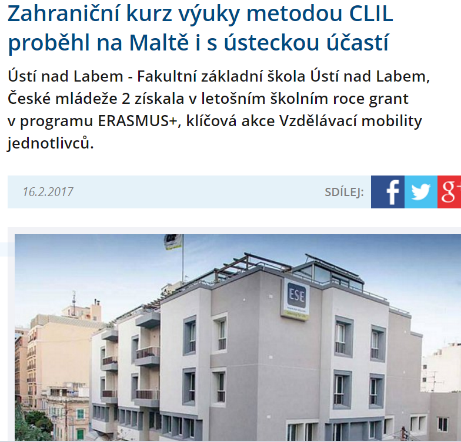 Zahraniční kurz výuky metodou CLIL
proběhl na Maltě i s ústeckou účastí
Ústí nad Labem - Fakultní základní škola Ústí nad Labem,
České mládeže 2 získala v letošním školním roce grant
v programu ERASMUS+, klíčová akce Vzdělávací mobility
jednotlivců.
16.2.2017
SDÍLEJ:
ESE